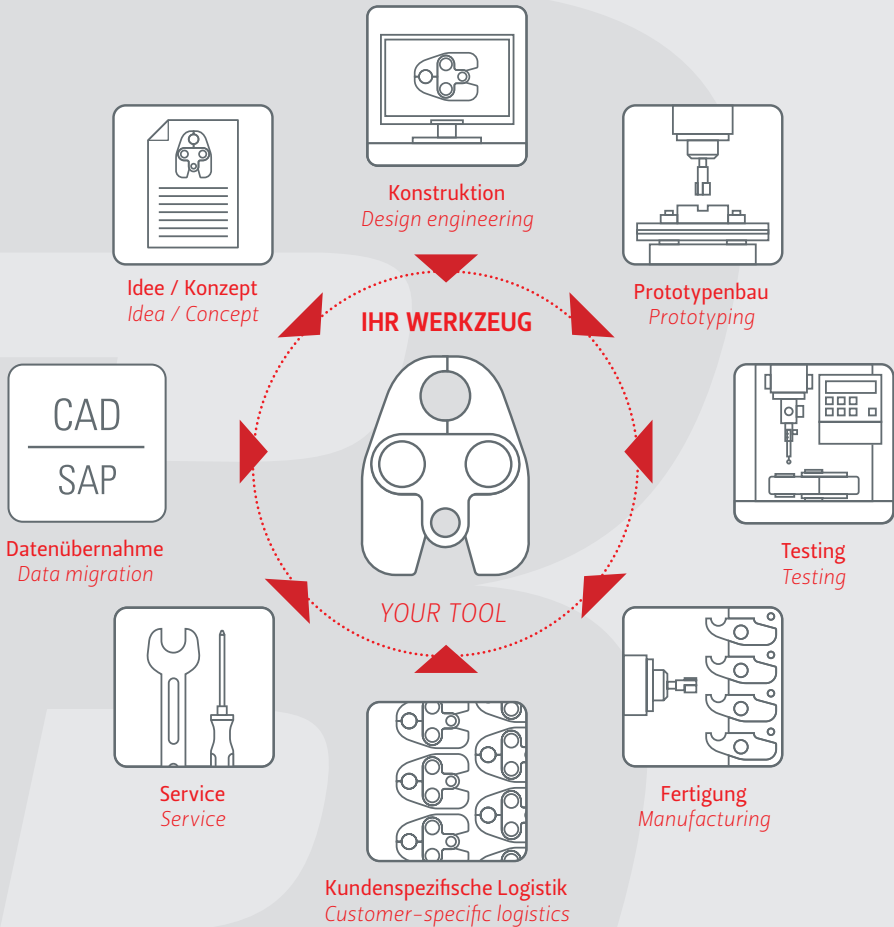 Konstruktion
Design engineering
Idee / Konzept
Idea / Concept
Prototypenbau
Prototyping
IHR WERKZEUG
CAD
SAP
Datenübernahme
Data migration
Testing
Testing
YOUR TOOL
Service
Service
Fertigung
Manufacturing
Kundenspezifische Logistik
Customer-specific logistics